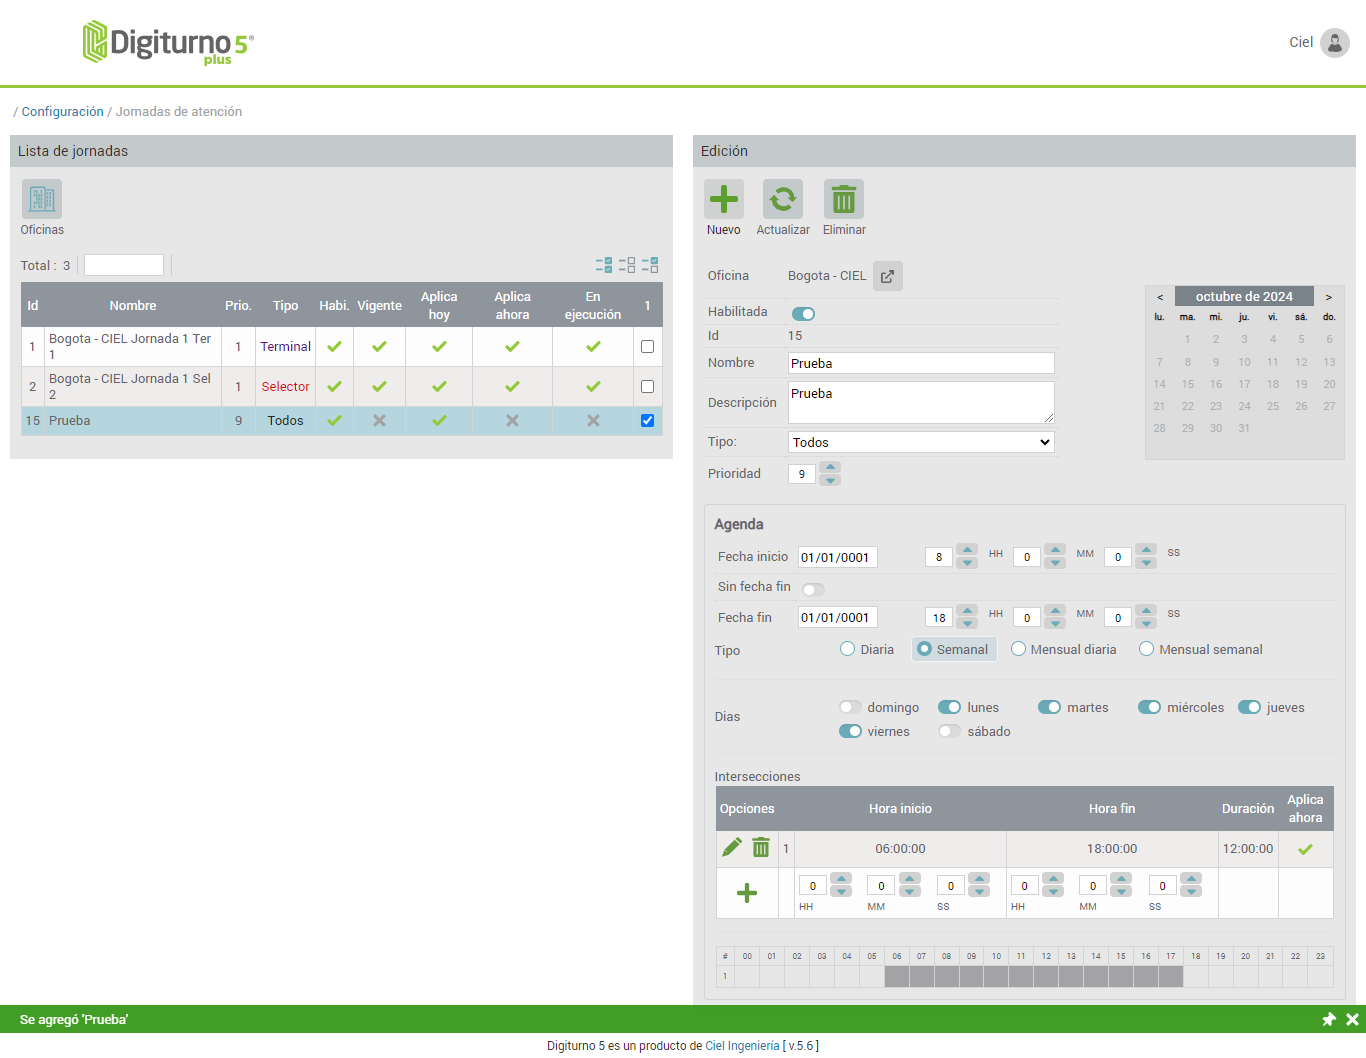 Digiturno 5®
plus
Ciel
/ Configuración / Jornadas de atención
Lista de jornadas
Oficinas
Total : 3
Id Nombre Prio. Tipo Habi. Vigente Aplica hoy Aplica ahora En ejecución 1
1 Bogota - CIEL Jornada 1 Ter 1 1 Terminal
2 Bogota - CIEL Jornada 1 Sel 2 1 Selector
15 Prueba 9 Todos
Edición
Nuevo Actualizar Eliminar
Oficina Bogota - CIEL
Habilitada
Id 15
Nombre Prueba
Descripción Prueba
Tipo: Todos
Prioridad 9
< octubre de 2024 >
lu. ma. mi. ju. vi. sá. do.
1 2 3 4 5 6
7 8 9 10 11 12 13
14 15 16 17 18 19 20
21 22 23 24 25 26 27
28 29 30 31
Agenda
Fecha inicio 01/01/0001 8 HH 0 MM 0 SS
Sin fecha fin
Fecha fin 01/01/0001 18 HH 0 MM 0 SS
Tipo Diaria Semanal Mensual diaria Mensual semanal
Dias domingo lunes martes miércoles jueves
viernes sábado
Intersecciones
Opciones Hora inicio Hora fin Duración Aplica ahora
1 06:00:00 18:00:00 12:00:00
0 0 0 0 0 0
HH MM SS HH MM SS
# 00 01 02 03 04 05 06 07 08 09 10 11 12 13 14 15 16 17 18 19 20 21 22 23
1
Se agregó 'Prueba'
Digiturno 5 es un producto de Ciel Ingeniería [ v.5.6 ]